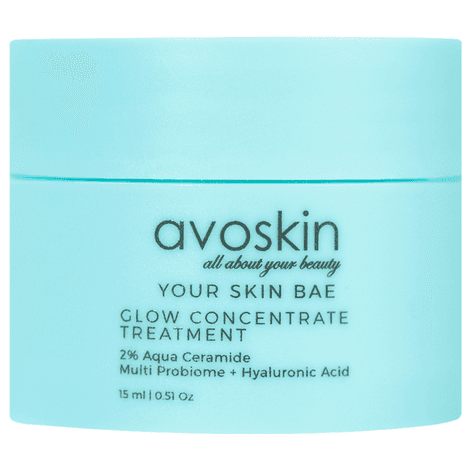 avoskin
all about your beauty
YOUR SKIN BAE
GLOW CONCENTRATE
TREATMENT
2% Aqua Ceramide
Multi Probiome + Hyaluronic Acid
15 ml | 0.51 Oz